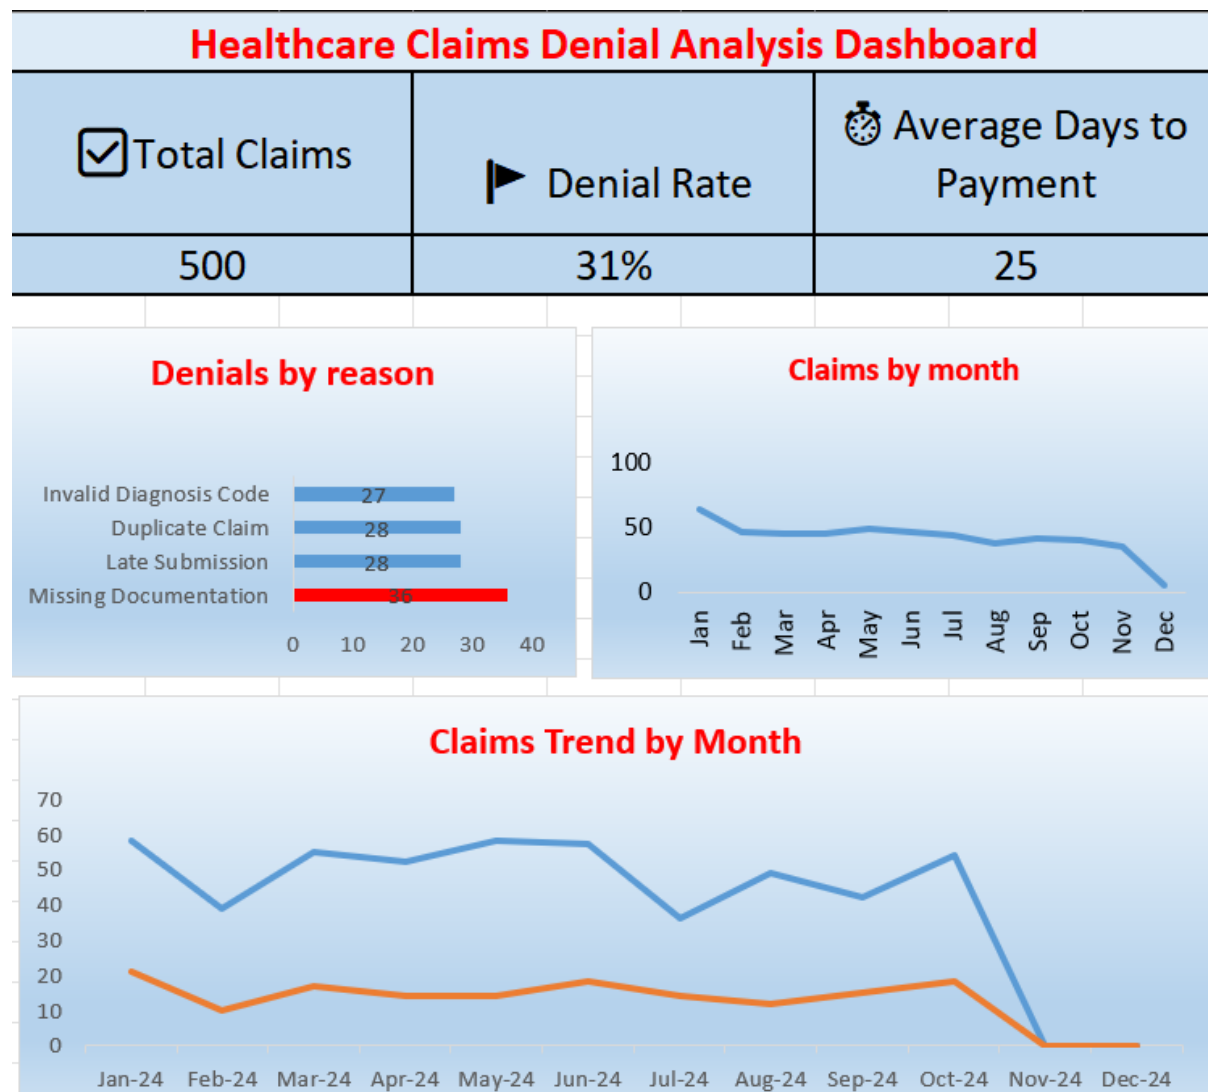 Healthcare Claims Denial Analysis Dashboard
Total Claims
Denial Rate
Average Days to
Payment
500
31%
25
Denials by reason
Invalid Diagnosis Code
27
Duplicate Claim
28
Late Submission
28
Missing Documentation
36
0 10 20 30 40
Claims by month
100
50
0
Jan Feb Mar Apr May Jun Jul Aug Sep Oct Nov Dec
Claims Trend by Month
70
60
50
40
30
20
10
0
Jan-24 Feb-24 Mar-24 Apr-24 May-24 Jun-24 Jul-24 Aug-24 Sep-24 Oct-24 Nov-24 Dec-24